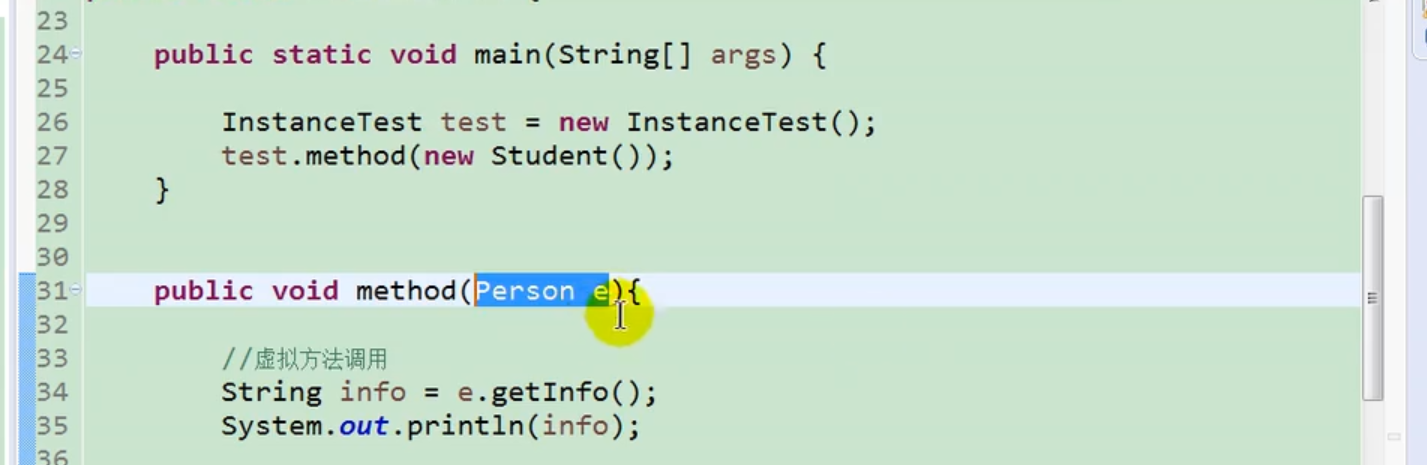 23
24 public static void main(String[] args) {
25
26 InstanceTest test = new InstanceTest();
27 test.method(new Student());
28 }
29
30
31 public void method(Person e){
32
33 //虚拟方法调用
34 String info = e.getInfo();
35 System.out.println(info);
36